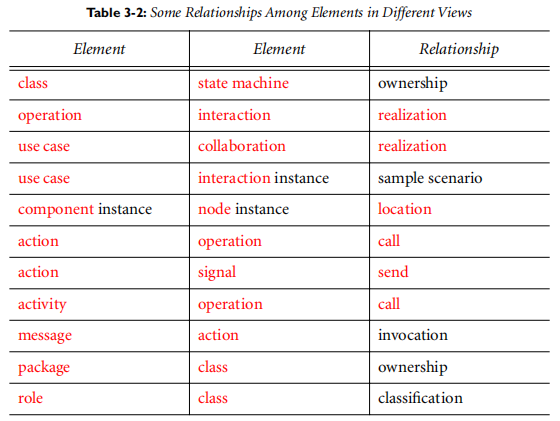 Table 3-2: Some Relationships Among Elements in Different Views
Element Element Relationship
class state machine ownership
operation interaction realization
use case collaboration realization
use case interaction instance sample scenario
component instance node instance location
action operation call
action signal send
activity operation call
message action invocation
package class ownership
role class classification